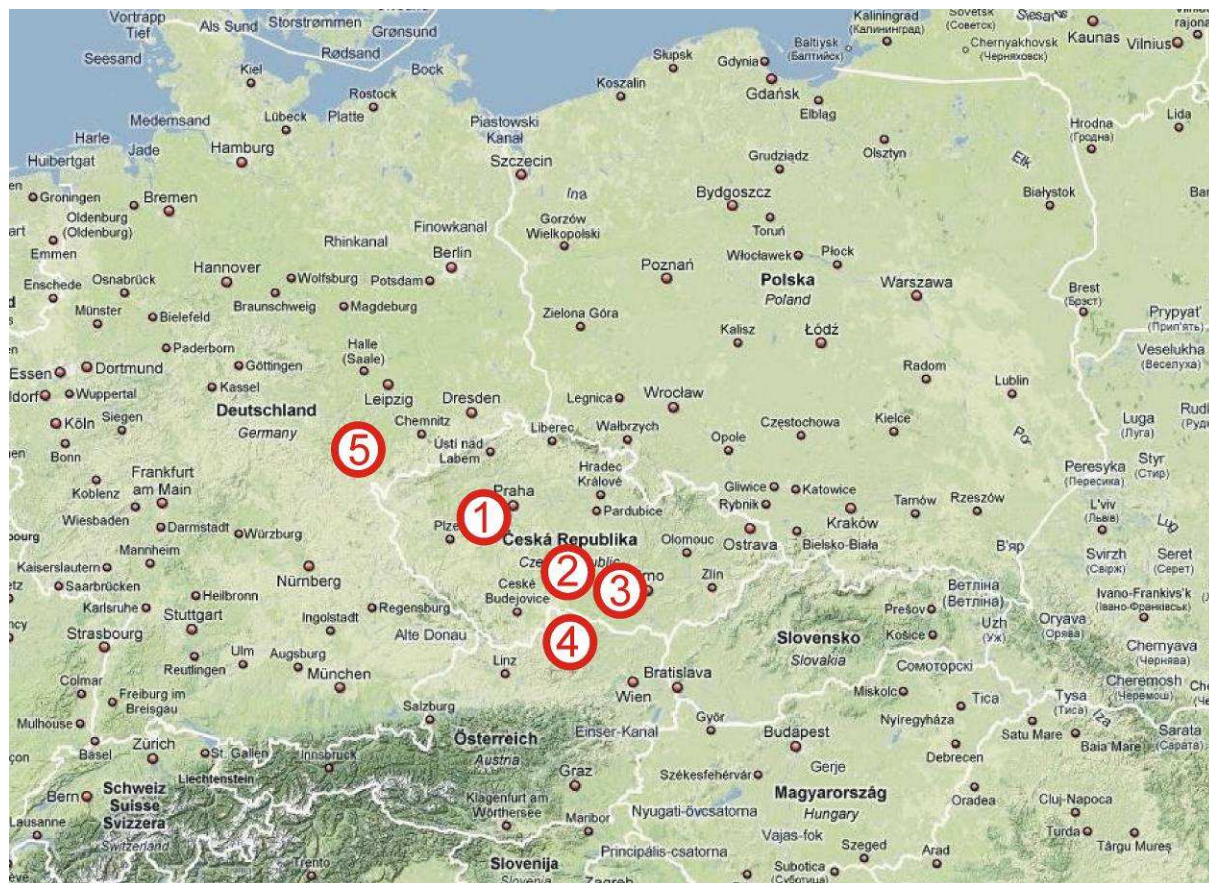 Vortrapp
Tief
Als Sund
Storstrømmen
Grønsund
Seesand
Rødsand
Kiel
Bock
Rostock
Platte
Lübeck
Medemsand
Harle
Jade
Huibertgat
Hamburg
Piastowski
Kanał
Szczecin
Koszalin
Słupsk
Gdynia
Gdańsk
Elbląg
Kaliningrad
(Калининград)
Baltiysk
(Балтийск)
Chernyakhovsk
(Черняховск)
Kaunas
Vilnius
Lida
Hrodna
(Гродна)
Grudziądz
Olsztyn
Ełk
Białystok
Groningen
Bremen
Oldenburg
(Oldenburg)
Emmen
Ina
Gorzów
Wielkopolski
Bydgoszcz
Toruń
Finowkanal
Rhinkanal
Berlin
Hannover
Wolfsburg
Potsdam
Enschede
Osnabrück
Braunschweig
Magdeburg
Münster
Bielefeld
Poznań
Włocławek
Płock
Polska
Poland
Warszawa
Brest
(Брэст)
Prypyat'
(Прип'ять)
Zielona Góra
Kalisz
Łódź
Veselukha
(Веселуха)
Paderborn
Göttingen
Halle
(Saale)
Essen
Dortmund
Kassel
Wuppertal
Leipzig
Dresden
Legnica
Wrocław
Radom
Lublin
Köln
Siegen
Deutschland
Germany
Chemnitz
Liberec
Wałbrzych
Opole
Częstochowa
Kielce
Luga
(Луга)
Bonn
5
Ústí nad
Labem
Hradec
Králové
Peresyka
(Пересика)
Styr
(Стир)
Koblenz
Frankfurt
am Main
Wiesbaden
Darmstadt
Würzburg
Praha
1
Pardubice
Gliwice
Katowice
Rybnik
Kraków
Tarnów
Rzeszów
L'viv
(Львів)
Česká Republika
Olomouc
Ostrava
Bielsko-Biała
Mannheim
Kaiserslautern
Saarbrücken
Nürnberg
2
3
Zlín
Svirzh
(Свірж)
Seret
(Серет)
Ветліна
(Ветліна)
Ivano-Frankivs'k
(Івано-Франківськ)
Karlsruhe
Heilbronn
Regensburg
České
Budejovice
Prešov
Uzh
(Уж)
Stuttgart
Ingolstadt
Alte Donau
4
Slovensko
Slovakia
Košice
Oryava
(Орява)
Strasbourg
Reutlingen
Ulm
Augsburg
München
Linz
Wien
Bratislava
Сомоторскі
Chernyava
(Чернява)
Colmar
Freiburg im
Breisgau
Miskolc
Tica
Tysa
(Тиса)
Cheremosh
(Черемош)
Mulhouse
Salzburg
Győr
Nyíregyháza
Satu Mare
Iza
Sarata
(Сарата)
Basel
Zürich
St. Gallen
Innsbruck
Österreich
Austria
Einser-Kanal
Budapest
Debrecen
Baia Mare
Liechtenstein
Graz
Székesfehérvár
Gerje
Bern
Schweiz
Suisse
Svizzera
Switzerland
Klagenfurt am
Wörthersee
Maribor
Nyugati-övcsatorna
Magyarország
Hungary
Oradea
Cluj-Napoca
Lausanne
Vajas-fok
Turda
Târgu Mureș
Trento
Slovenija
Slovenia
Zagreb
Principális-csatorna
Szeged
Subotica
(Суботица)
Arad